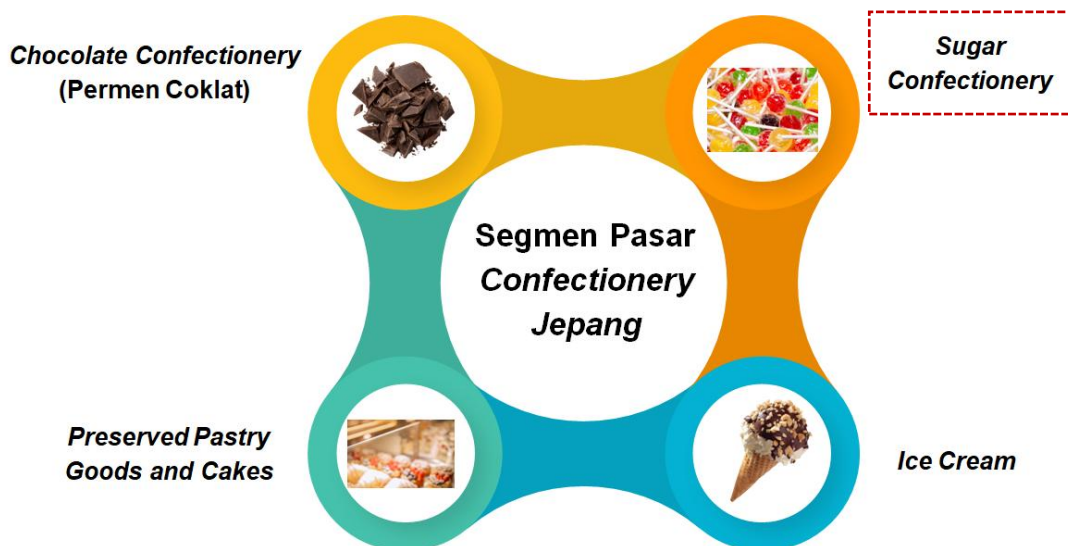 Chocolate Confectionery
(Permen Coklat)
Sugar
Confectionery
Segmen Pasar
Confectionery
Jepang
Preserved Pastry
Goods and Cakes
Ice Cream